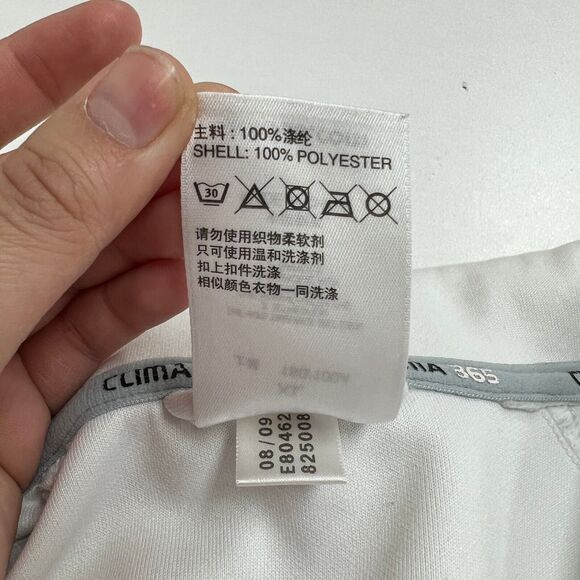 主料：100%涤纶
SHELL: 100% POLYESTER
30
请勿使用织物柔软剂
只可使用温和洗涤剂
扣上扣件洗涤
相似颜色衣物一同洗涤
CLIMA
MA 365
08/09
E80462
825008